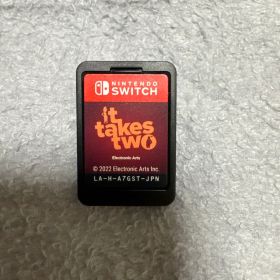 NINTENDO
SWITCH
it
takes
two
Electronic Arts
© 2022 Electronic Arts Inc.
LA-H-A7GST-JPN